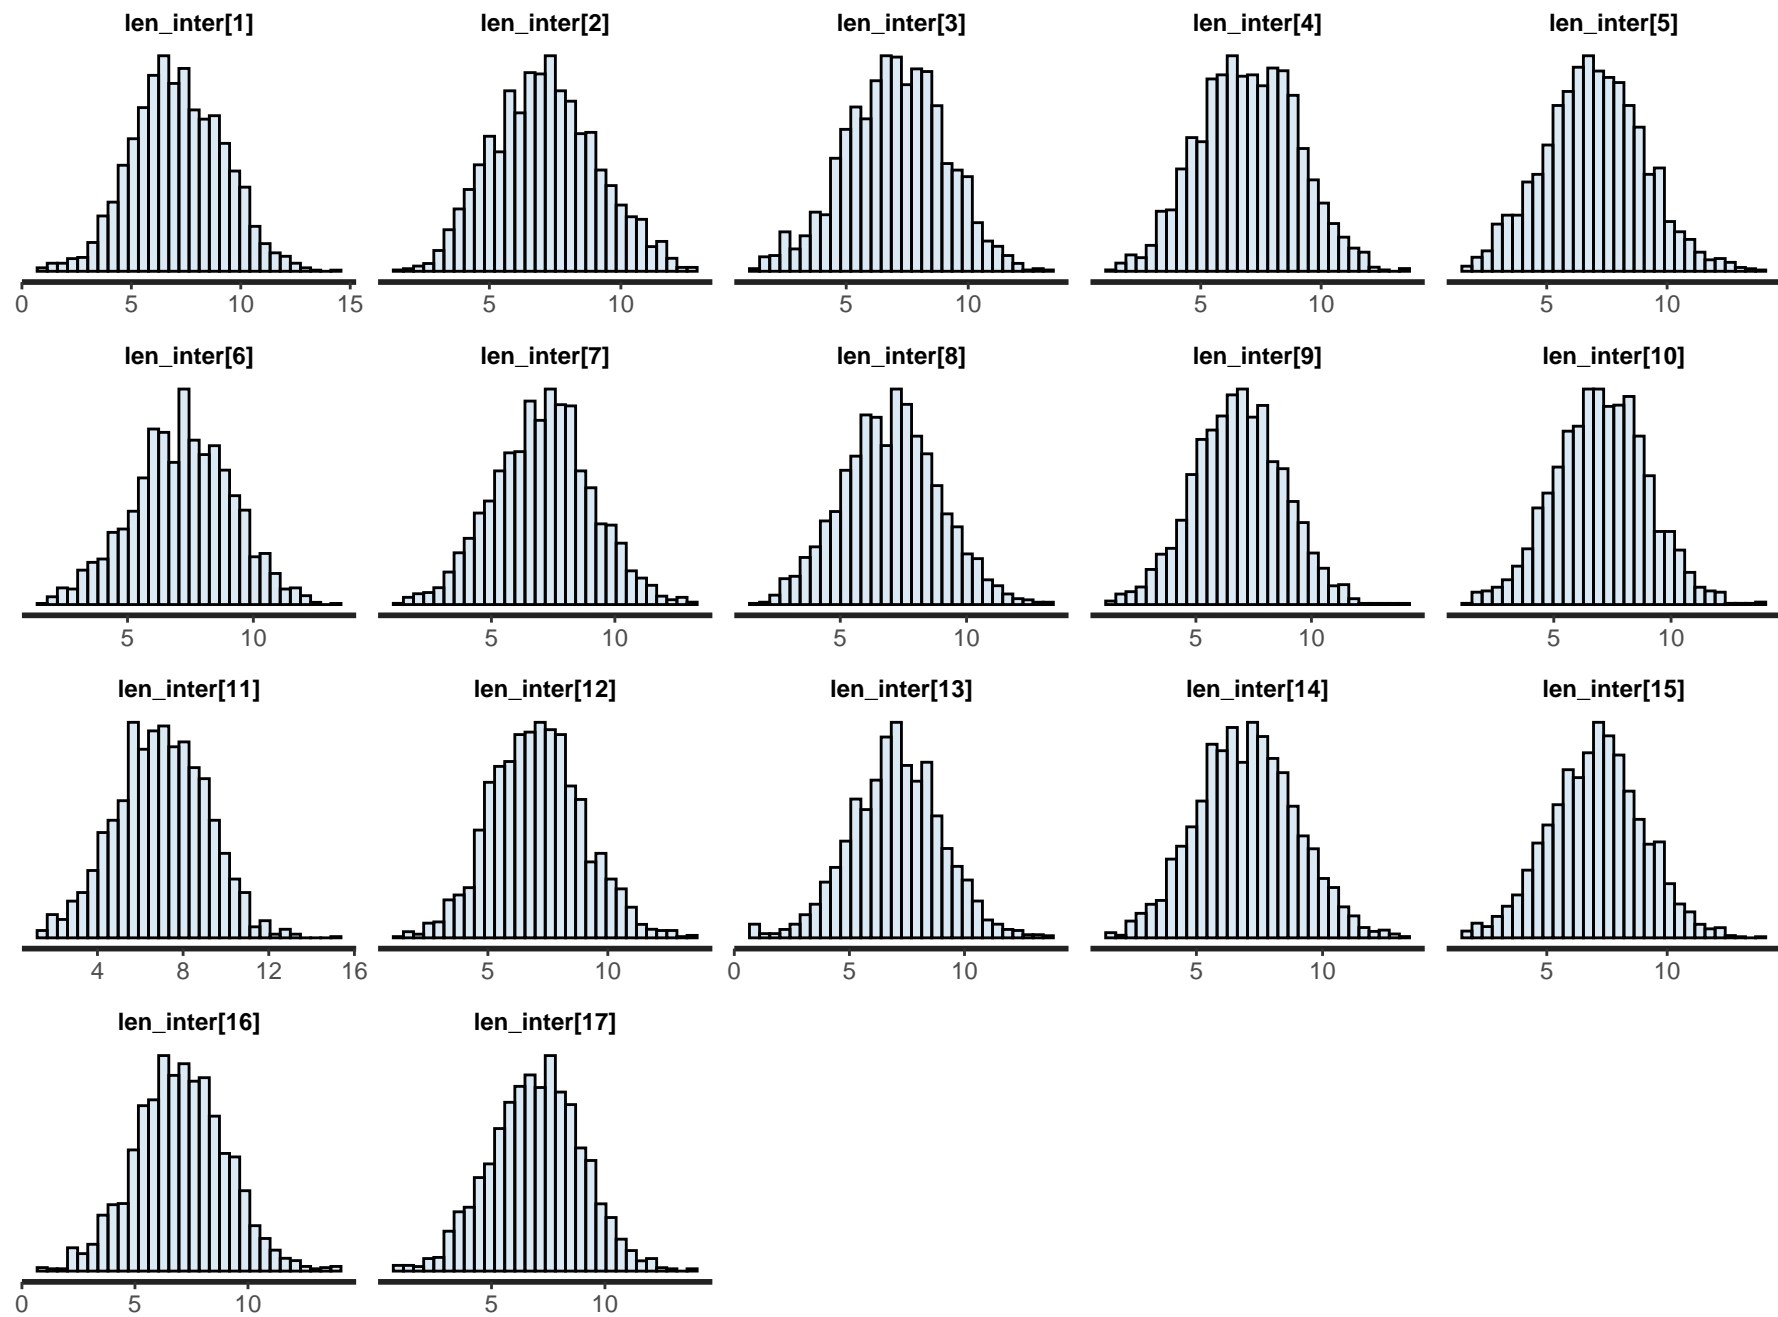 len_inter[1] len_inter[2] len_inter[3] len_inter[4] len_inter[5]
0 5 10 15 5 10 5 10 5 10 5 10
len_inter[6] len_inter[7] len_inter[8] len_inter[9] len_inter[10]
5 10 5 10 5 10 5 10 5 10
len_inter[11] len_inter[12] len_inter[13] len_inter[14] len_inter[15]
4 8 12 16 5 10 0 5 10 5 10 5 10
len_inter[16] len_inter[17]
0 5 10 5 10